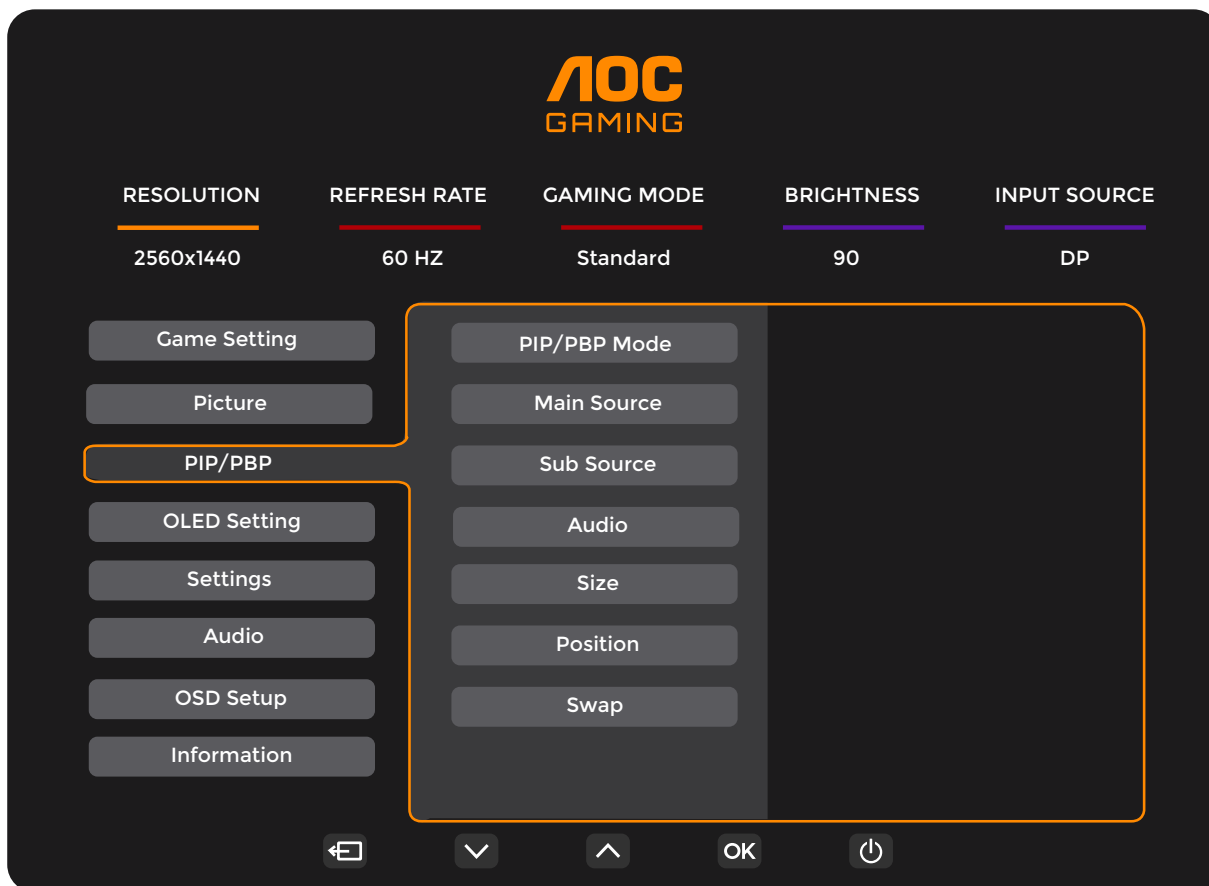 AOC
GAMING
RESOLUTION REFRESH RATE GAMING MODE BRIGHTNESS INPUT SOURCE
2560x1440 60 HZ Standard 90 DP
Game Setting
Picture
PIP/PBP
OLED Setting
Settings
Audio
OSD Setup
Information
PIP/PBP Mode
Main Source
Sub Source
Audio
Size
Position
Swap
OK